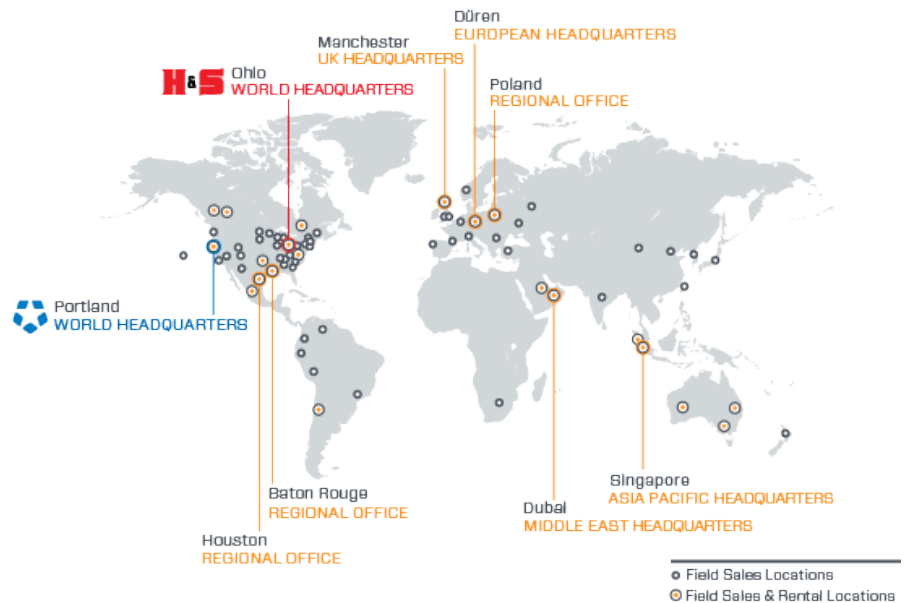 Düren
EUROPEAN HEADQUARTERS
Manchester
UK HEADQUARTERS
H&S
Ohio
WORLD HEADQUARTERS
Poland
REGIONAL OFFICE
Portland
WORLD HEADQUARTERS
Baton Rouge
REGIONAL OFFICE
Houston
REGIONAL OFFICE
Singapore
ASIA PACIFIC HEADQUARTERS
Dubai
MIDDLE EAST HEADQUARTERS
Field Sales Locations
Field Sales & Rental Locations